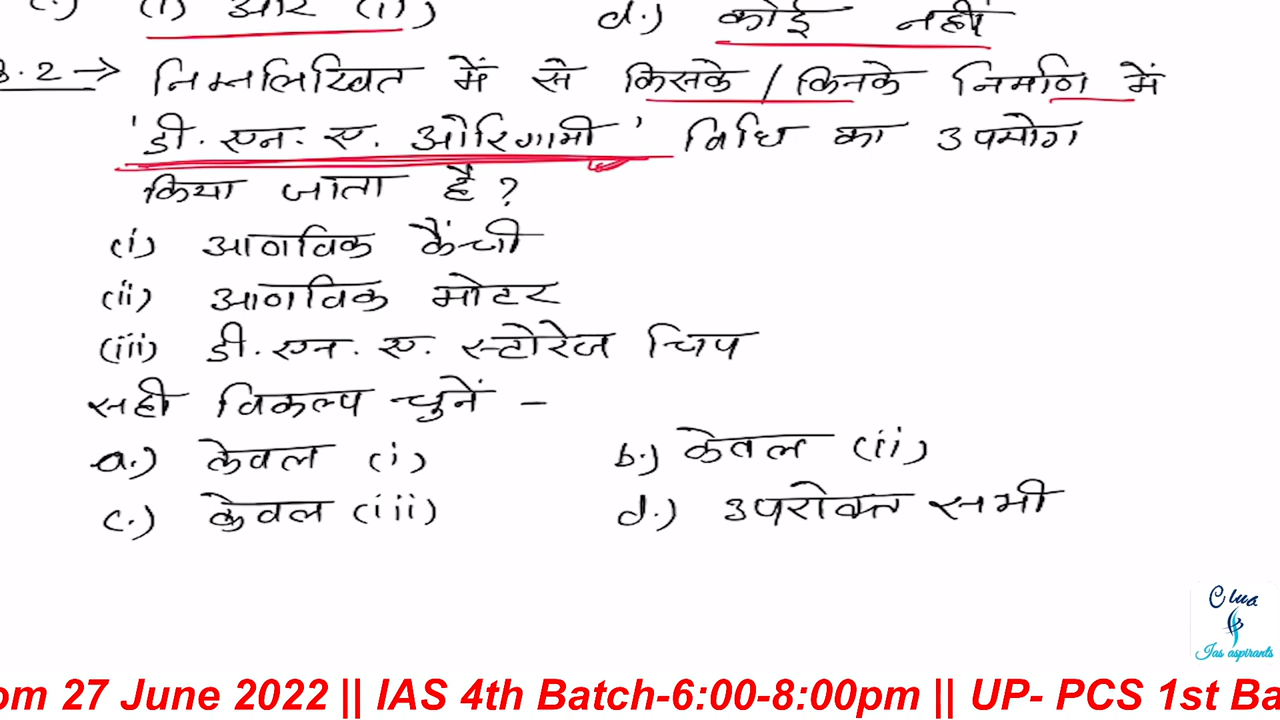 (i) और (ii) d.) कोई नहीं
2 → निम्नलिखित में से किसके / किनके निर्माण में
'डी. एन. ए. ओरिगामी' विधि का उपयोग
किया जाता है ?
(i) आणविक कैंची
(ii) आणविक मोटर
(iii) डी. एन. ए. स्टोरेज चिप
सही विकल्प चुनें -
a.) केवल (i) b.) केवल (ii)
c.) केवल (iii) d.) उपरोक्त सभी
Ias aspirants
om 27 June 2022 || IAS 4th Batch-6:00-8:00pm || UP- PCS 1st Ba